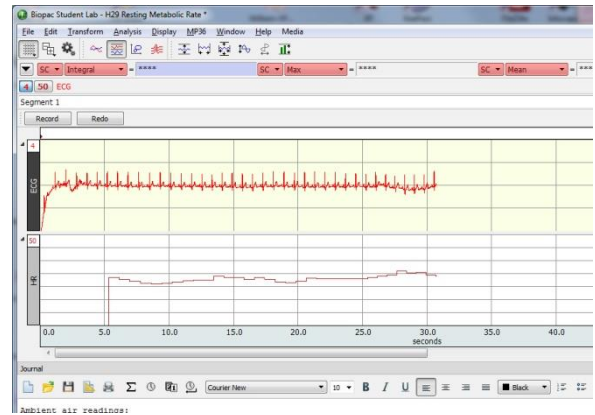 Biopac Student Lab - H29 Resting Metabolic Rate *
File Edit Transform Analysis Display MP36 Window Help Media
SC Integral = **** SC Max = **** SC Mean = ***
4 50 ECG
Segment 1
Record Redo
4
ECG
50
HR
0.0 5.0 10.0 15.0 20.0 25.0 30.0 35.0 40.0
seconds
Journal
Courier New 10 B I U Black
Ambient air readings: